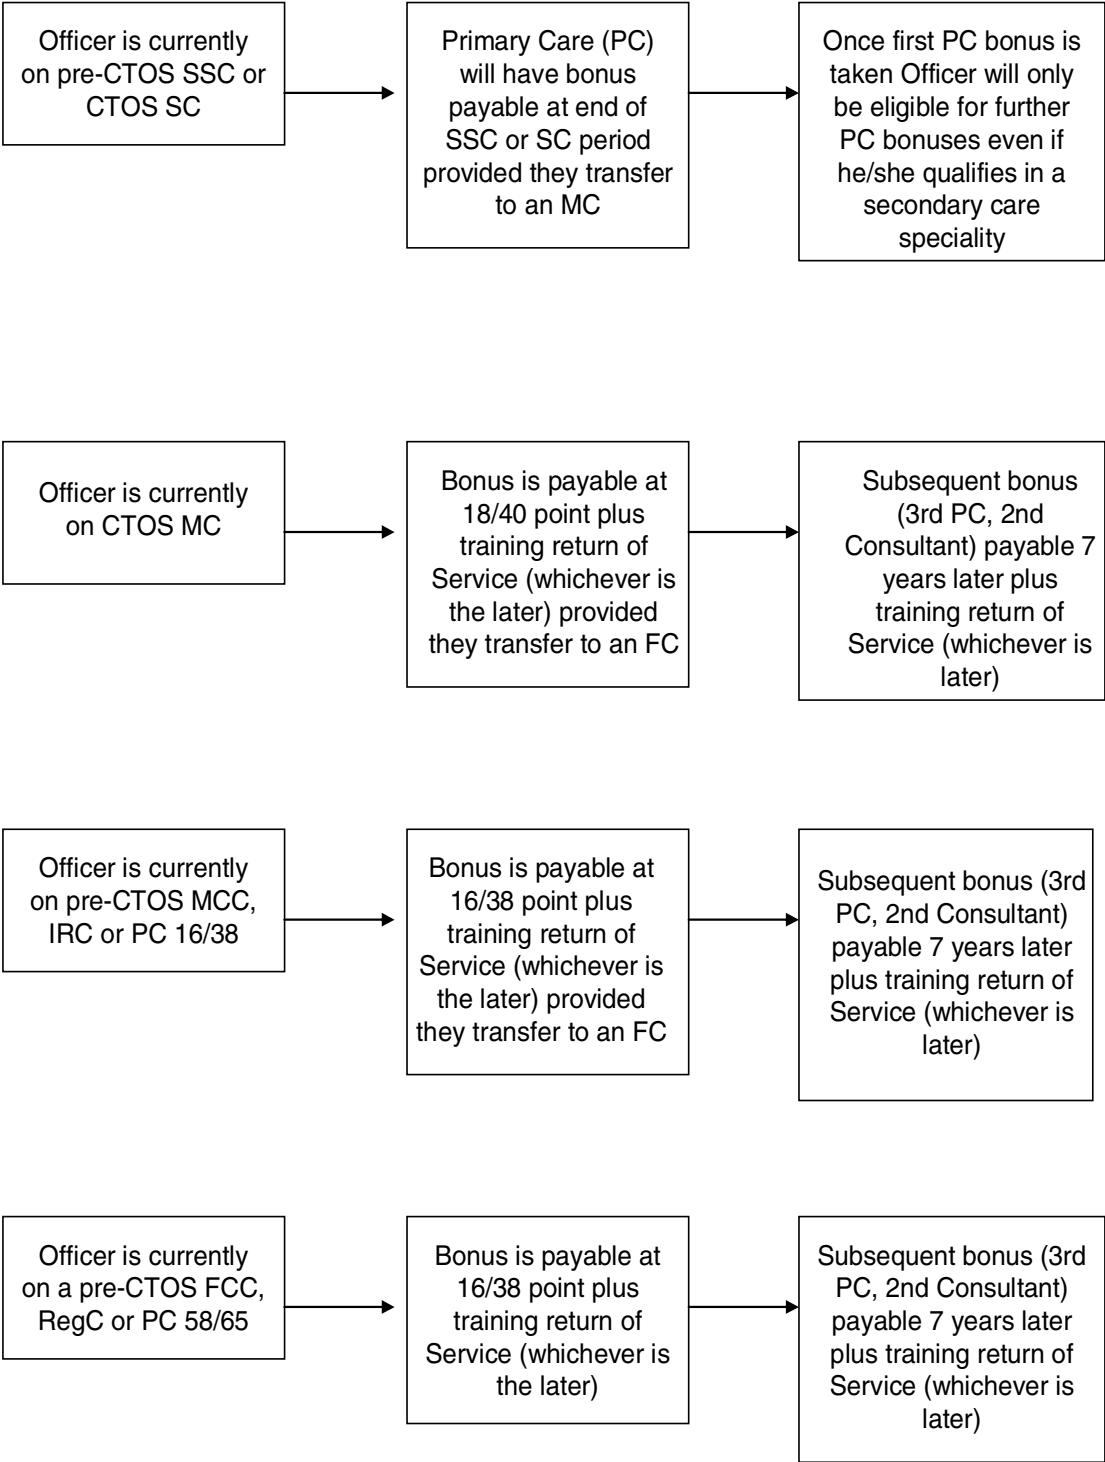 Officer is currently
on pre-CTOS SSC or
CTOS SC
Primary Care (PC)
will have bonus
payable at end of
SSC or SC period
provided they transfer
to an MC
Once first PC bonus is
taken Officer will only
be eligible for further
PC bonuses even if
he/she qualifies in a
secondary care
speciality
Officer is currently
on CTOS MC
Bonus is payable at
18/40 point plus
training return of
Service (whichever is
the later) provided
they transfer to an FC
Subsequent bonus
(3rd PC, 2nd
Consultant) payable 7
years later plus
training return of
Service (whichever is
later)
Officer is currently
on pre-CTOS MCC,
IRC or PC 16/38
Bonus is payable at
16/38 point plus
training return of
Service (whichever is
the later) provided
they transfer to an FC
Subsequent bonus (3rd
PC, 2nd Consultant)
payable 7 years later
plus training return of
Service (whichever is
later)
Officer is currently
on a pre-CTOS FCC,
RegC or PC 58/65
Bonus is payable at
16/38 point plus
training return of
Service (whichever is
the later)
Subsequent bonus (3rd
PC, 2nd Consultant)
payable 7 years later
plus training return of
Service (whichever is
later)